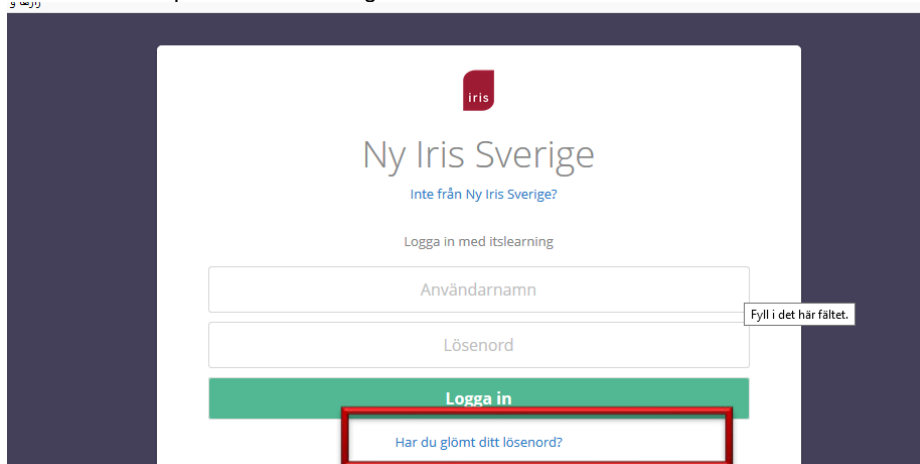 iris
Ny Iris Sverige
Inte från Ny Iris Sverige?
Logga in med itslearning
Användarnamn
Fyll i det här fältet.
Lösenord
Logga in
Har du glömt ditt lösenord?